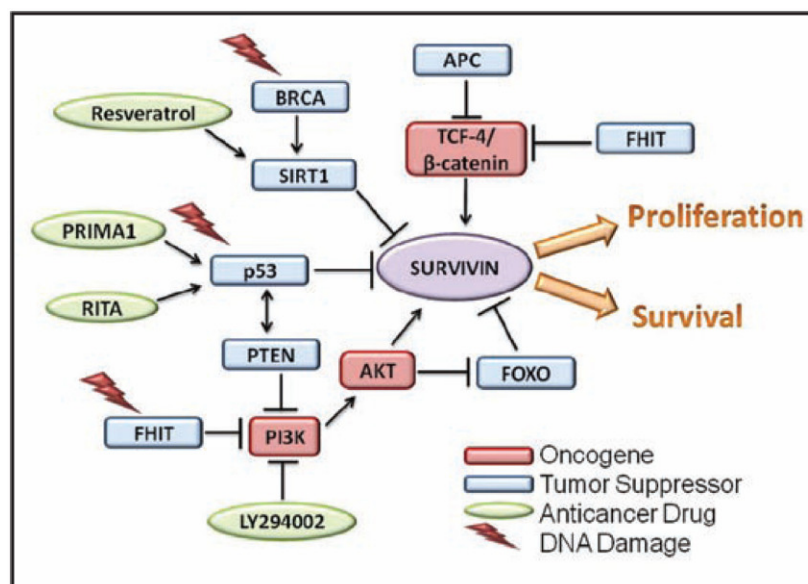 BRCA
APC
Resveratrol
TCF-4/
β-catenin
FHIT
SIRT1
PRIMA1
Proliferation
p53
SURVIVIN
RITA
Survival
PTEN
AKT
FOXO
FHIT
PI3K
Oncogene
Tumor Suppressor
LY294002
Anticancer Drug
DNA Damage